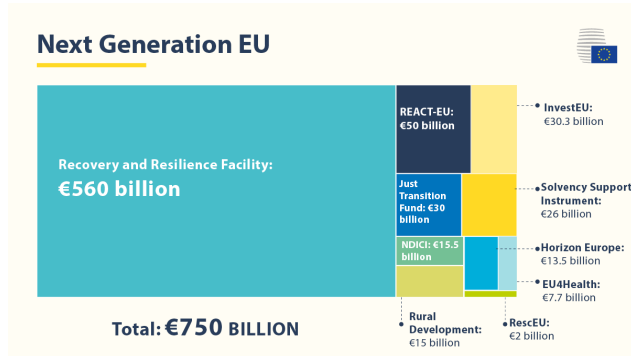 Next Generation EU
Recovery and Resilience Facility:
€560 billion
REACT-EU:
€50 billion
InvestEU:
€30.3 billion
Just
Transition
Fund: €30
billion
Solvency Support
Instrument:
€26 billion
NDICI: €15.5
billion
Horizon Europe:
€13.5 billion
EU4Health:
€7.7 billion
Rural
Development:
€15 billion
RescEU:
€2 billion
Total: €750 BILLION